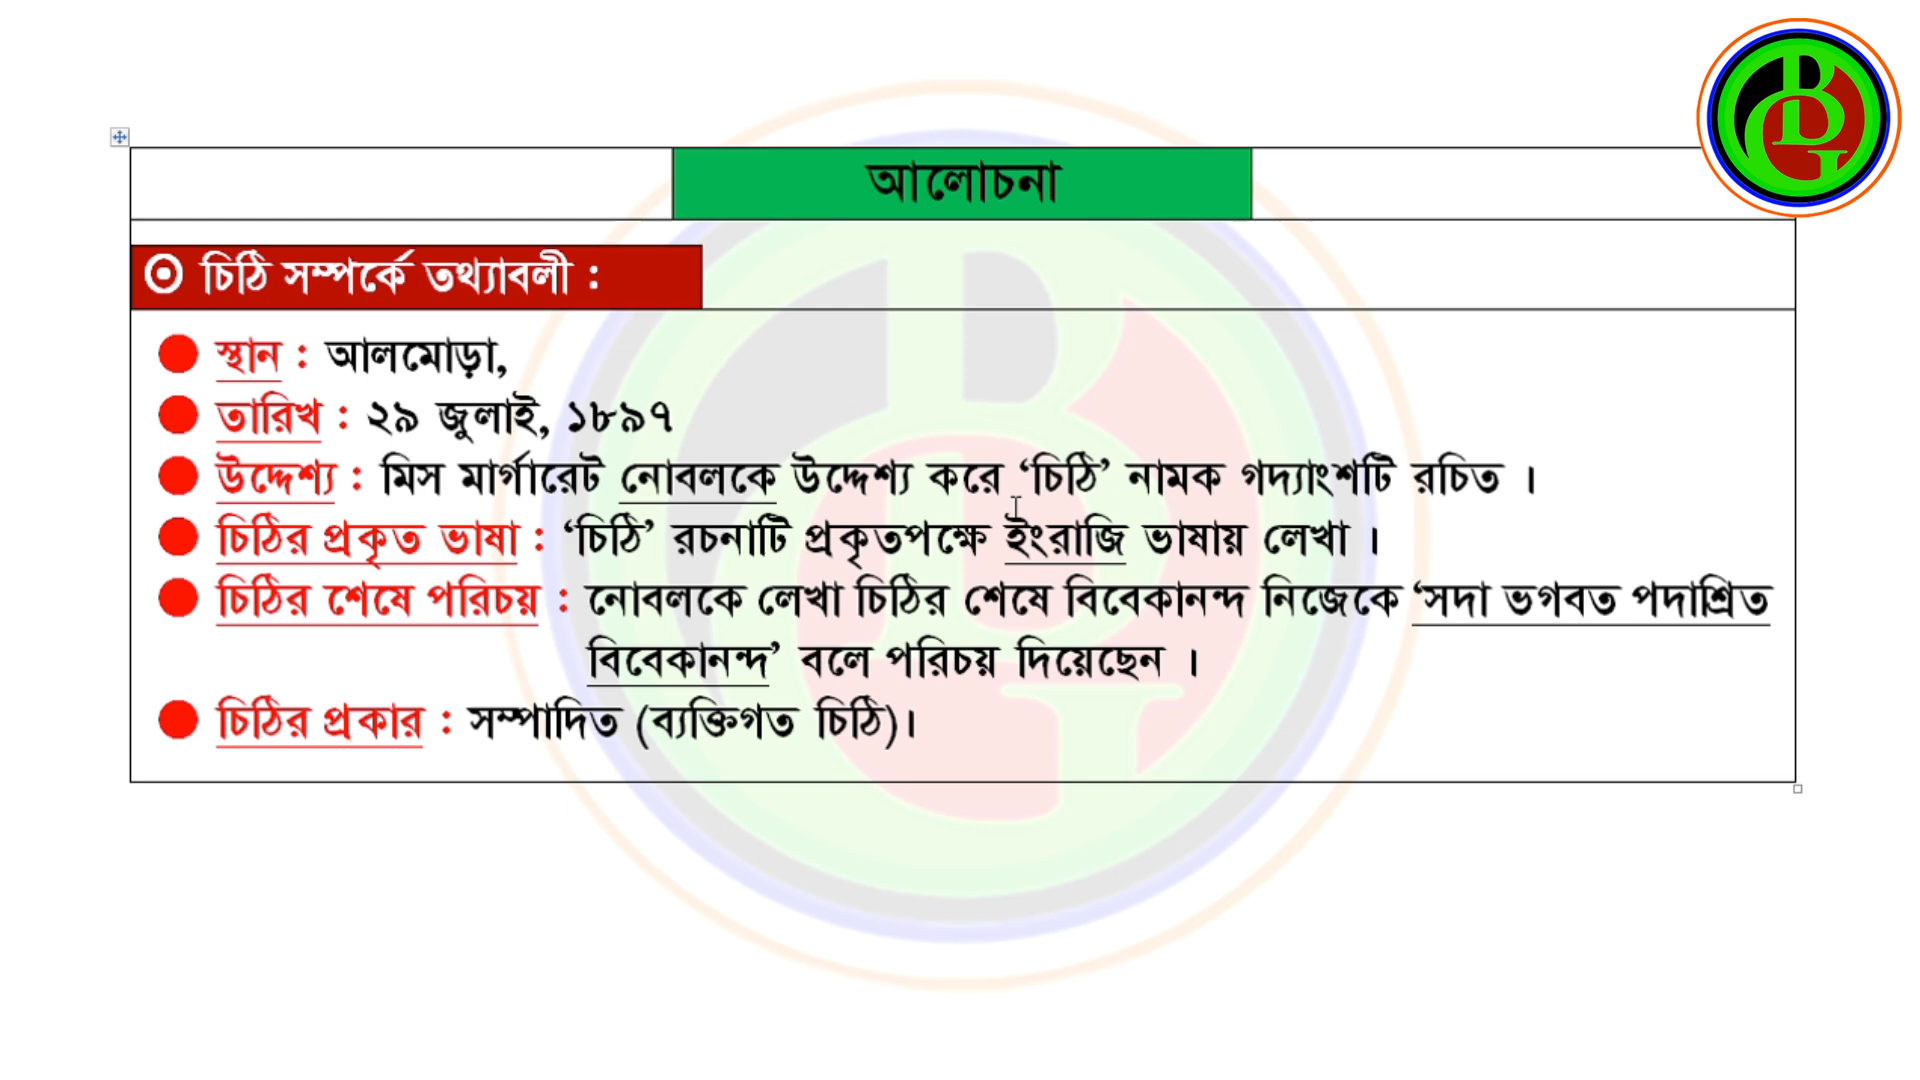 আলোচনা
⊙ চিঠি সম্পর্কে তথ্যাবলী :
● স্থান : আলমোড়া,
● তারিখ : ২৯ জুলাই, ১৮৯৭
● উদ্দেশ্য : মিস মার্গারেট নোবলকে উদ্দেশ্য করে ‘চিঠি’ নামক গদ্যাংশটি রচিত ।
● চিঠির প্রকৃত ভাষা : ‘চিঠি’ রচনাটি প্রকৃতপক্ষে ইংরাজি ভাষায় লেখা ।
● চিঠির শেষে পরিচয় : নোবলকে লেখা চিঠির শেষে বিবেকানন্দ নিজেকে ‘সদা ভগবত পদাশ্রিত
বিবেকানন্দ’ বলে পরিচয় দিয়েছেন ।
● চিঠির প্রকার : সম্পাদিত (ব্যক্তিগত চিঠি)।